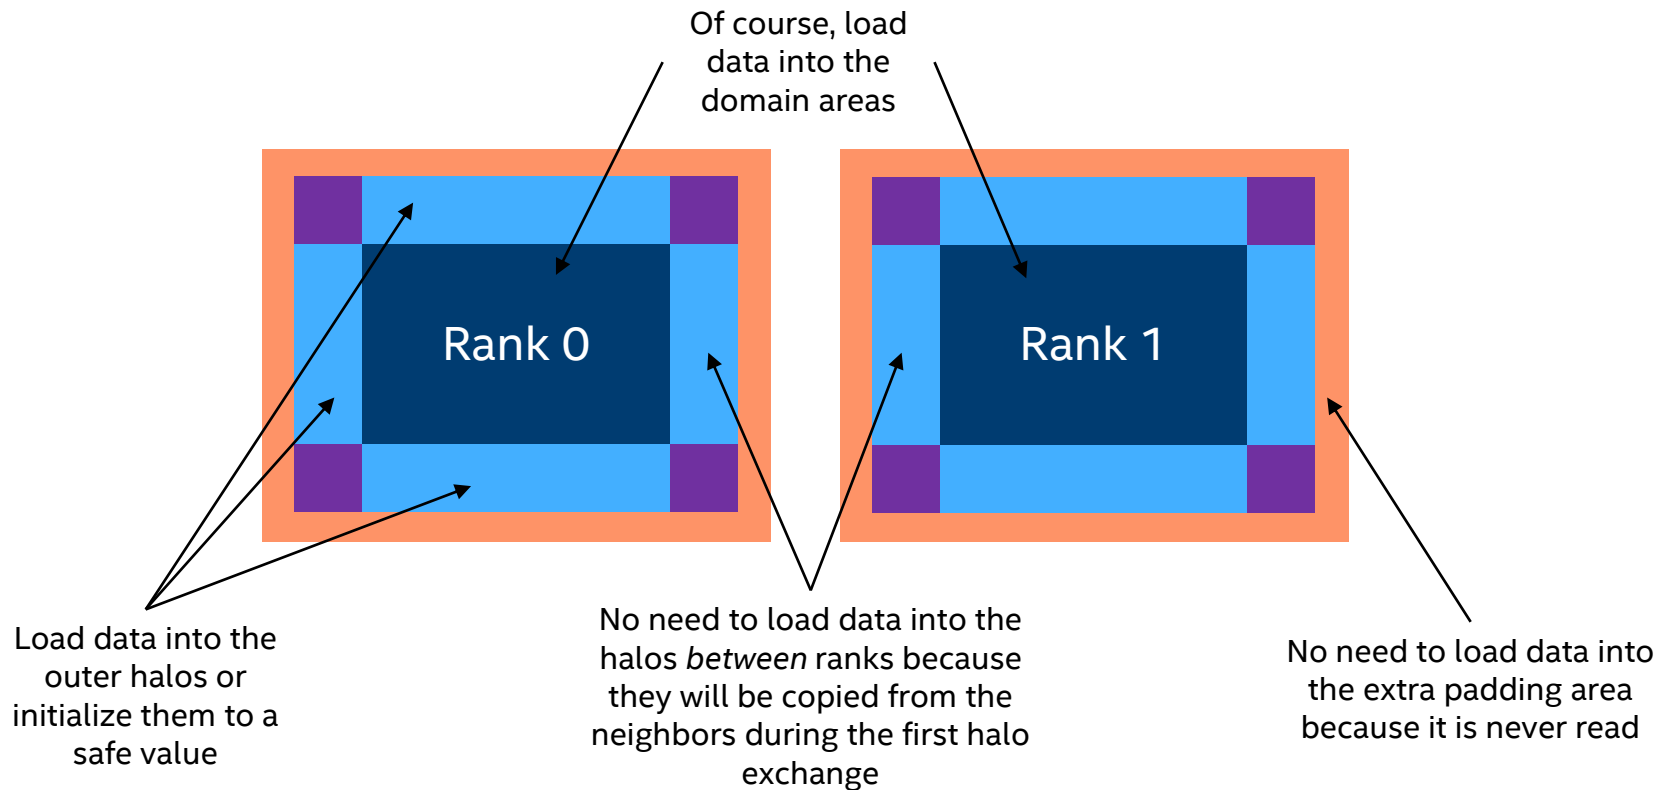 Of course, load
data into the
domain areas
Rank 0
Rank 1
Load data into the
outer halos or
initialize them to a
safe value
No need to load data into the
halos between ranks because
they will be copied from the
neighbors during the first halo
exchange
No need to load data into
the extra padding area
because it is never read